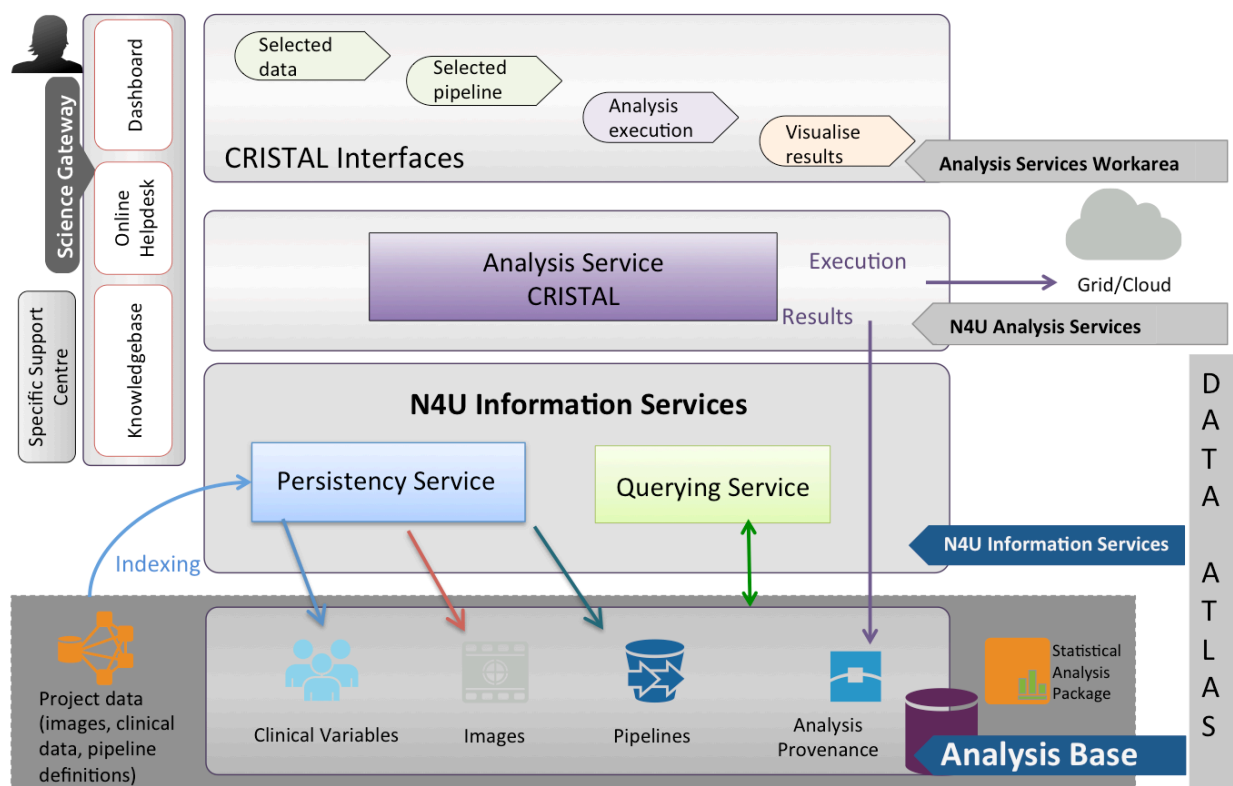 Dashboard
Online
Helpdesk
Knowledgebase
Science Gateway
Specific Support
Centre
Selected
data
Selected
pipeline
Analysis
execution
Visualise
results
CRISTAL Interfaces
Analysis Services Workarea
Analysis Service
CRISTAL
Execution
Results
Grid/Cloud
N4U Analysis Services
N4U Information Services
Persistency Service
Querying Service
N4U Information Services
Indexing
DATA ATLAS
Project data
(images, clinical
data, pipeline
definitions)
Clinical Variables
Images
Pipelines
Analysis
Provenance
Statistical
Analysis
Package
Analysis Base